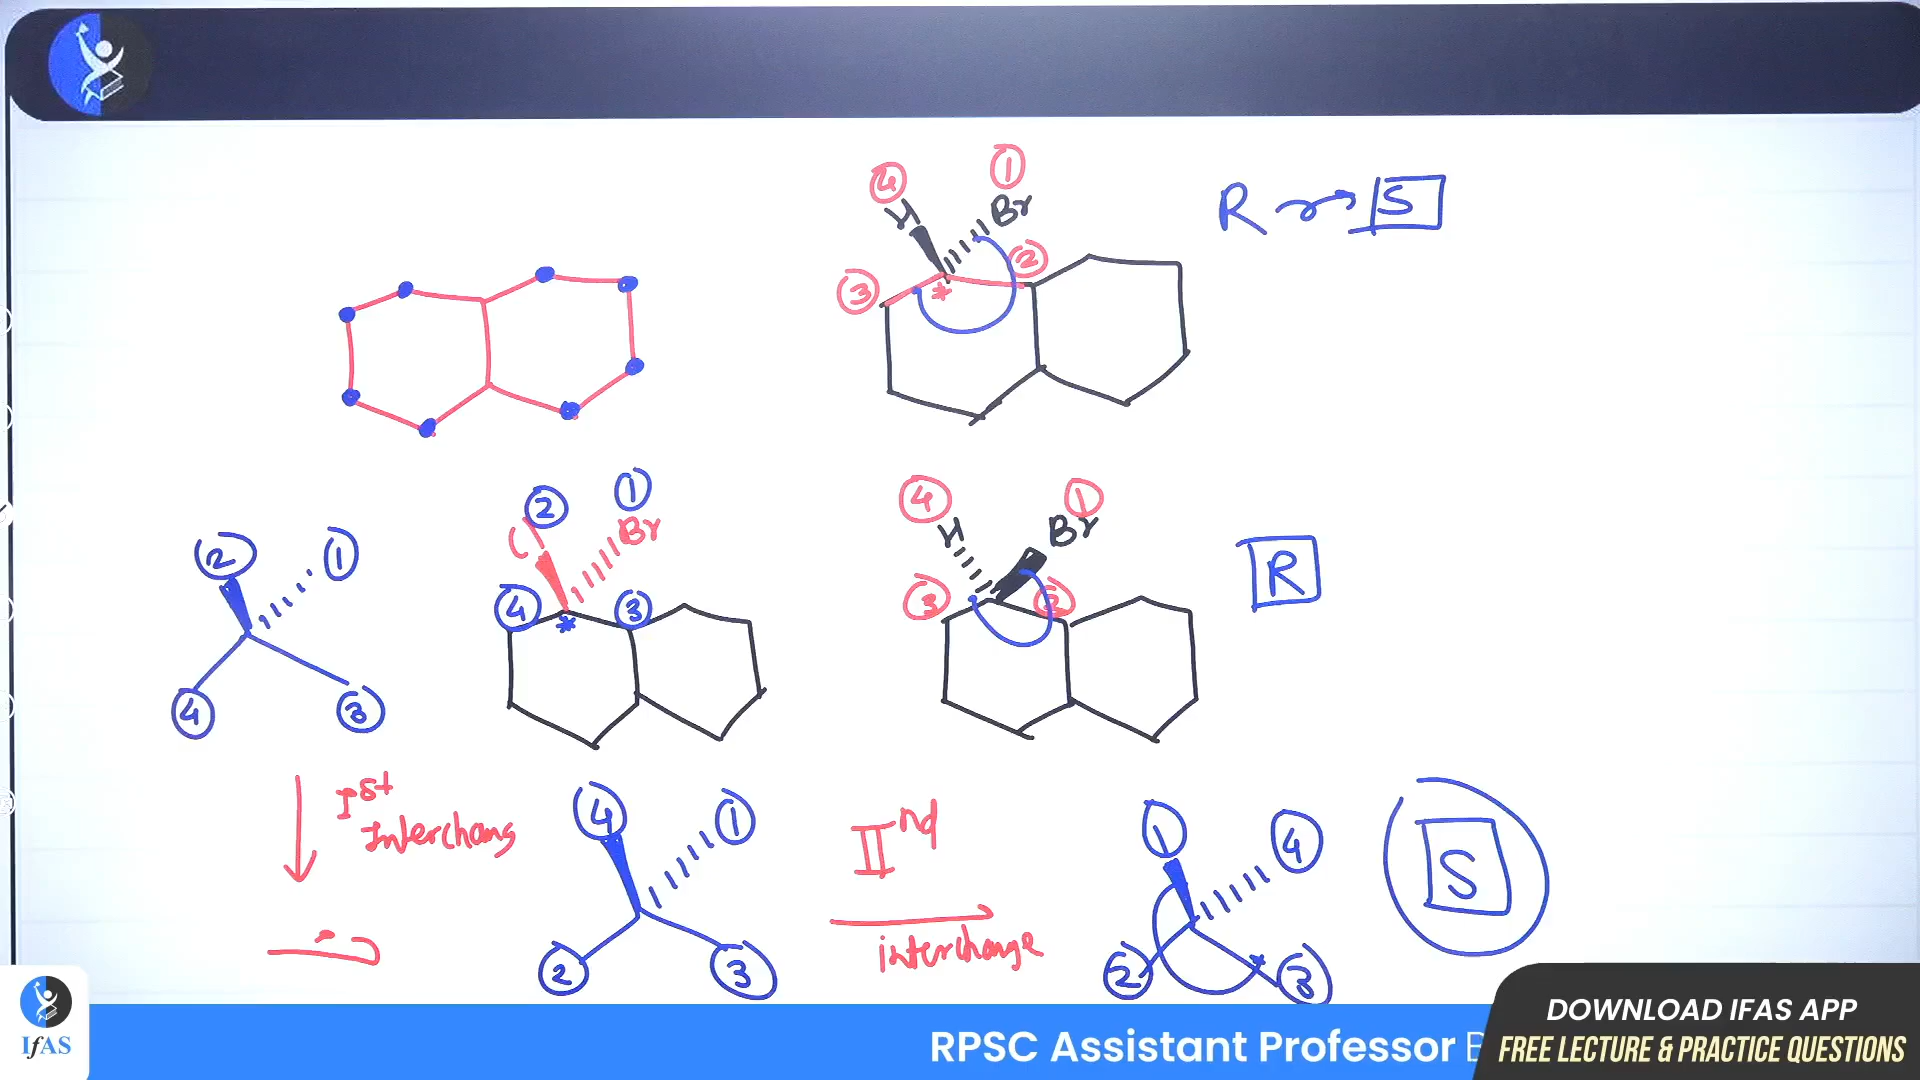 ④ ①
H Br
R → S
③ * ②
② ①
④ ①
Cl Br
H Br
② ①
④ * ③
③ ②
R
④ ③
Ist
Interchang
④ ①
② ③
IInd
interchange
① ④
② ③
S
IFAS
RPSC Assistant Professor
DOWNLOAD IFAS APP
FREE LECTURE & PRACTICE QUESTIONS